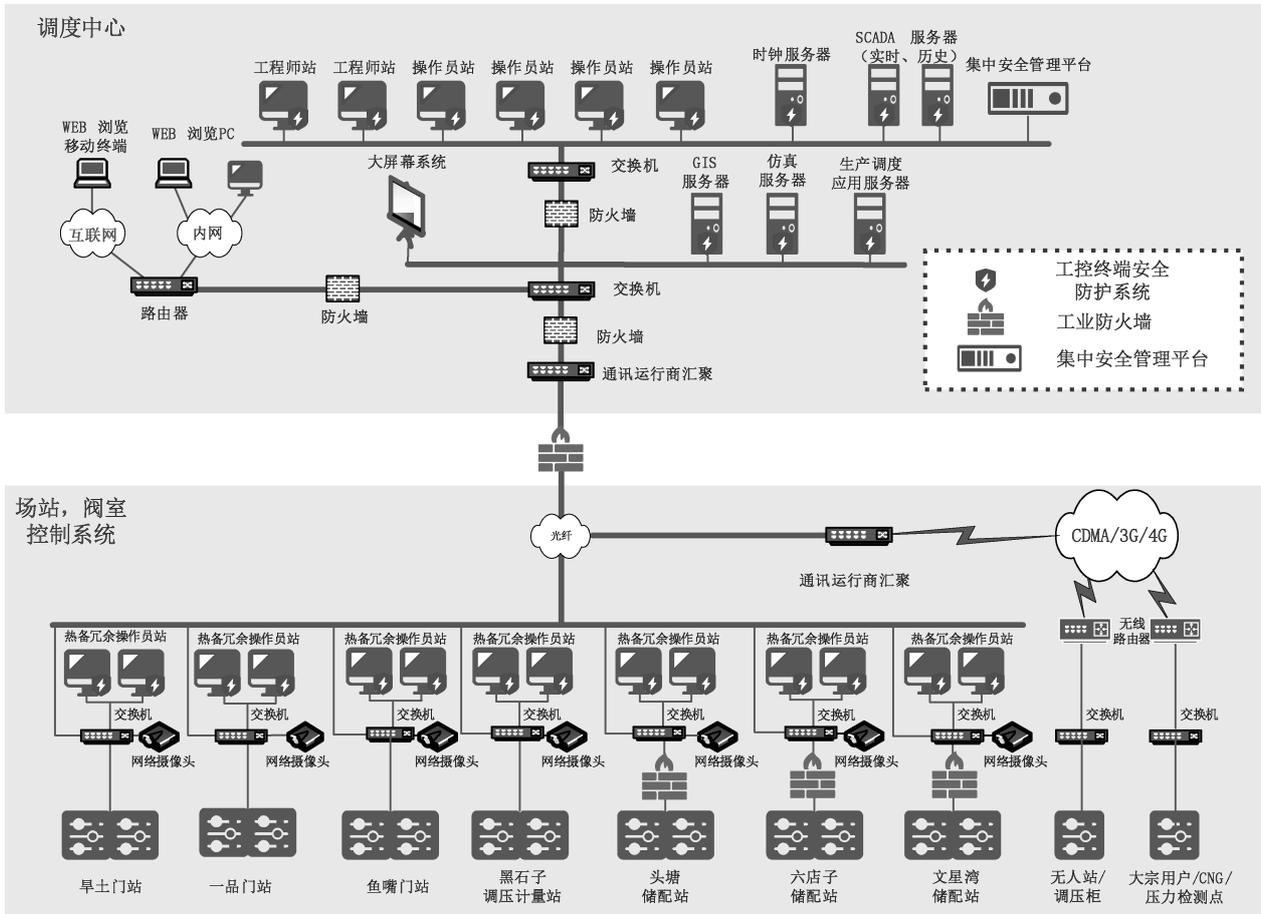 调度中心
工程师站
工程师站
操作员站
操作员站
操作员站
操作员站
时钟服务器
SCADA 服务器
(实时、历史)
集中安全管理平台
WEB 浏览
移动终端
WEB 浏览PC
大屏幕系统
交换机
GIS
服务器
仿真
服务器
生产调度
应用服务器
防火墙
互联网
内网
路由器
防火墙
交换机
防火墙
通讯运行商汇聚
工控终端安全
防护系统
工业防火墙
集中安全管理平台
场站，阀室
控制系统
光纤
通讯运行商汇聚
CDMA/3G/4G
无线
路由器
热备冗余操作员站
热备冗余操作员站
热备冗余操作员站
热备冗余操作员站
热备冗余操作员站
热备冗余操作员站
热备冗余操作员站
交换机
交换机
交换机
交换机
交换机
交换机
交换机
交换机
交换机
网络摄像头
网络摄像头
网络摄像头
网络摄像头
网络摄像头
网络摄像头
网络摄像头
旱土门站
一品门站
鱼嘴门站
黑石子
调压计量站
头塘
储配站
六店子
储配站
文星湾
储配站
无人站/
调压柜
大宗用户/CNG/
压力检测点